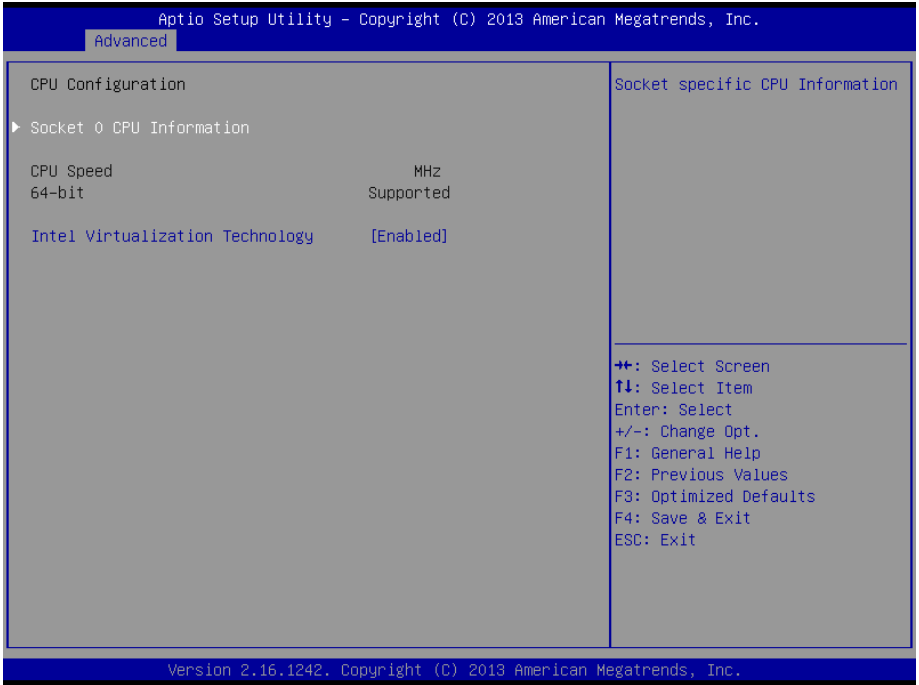 Aptio Setup Utility – Copyright (C) 2013 American Megatrends, Inc.
Advanced
CPU Configuration
Socket 0 CPU Information
CPU Speed MHz
64-bit Supported
Intel Virtualization Technology [Enabled]
Socket specific CPU Information
→←: Select Screen
↑↓: Select Item
Enter: Select
+/-: Change Opt.
F1: General Help
F2: Previous Values
F3: Optimized Defaults
F4: Save & Exit
ESC: Exit
Version 2.16.1242. Copyright (C) 2013 American Megatrends, Inc.